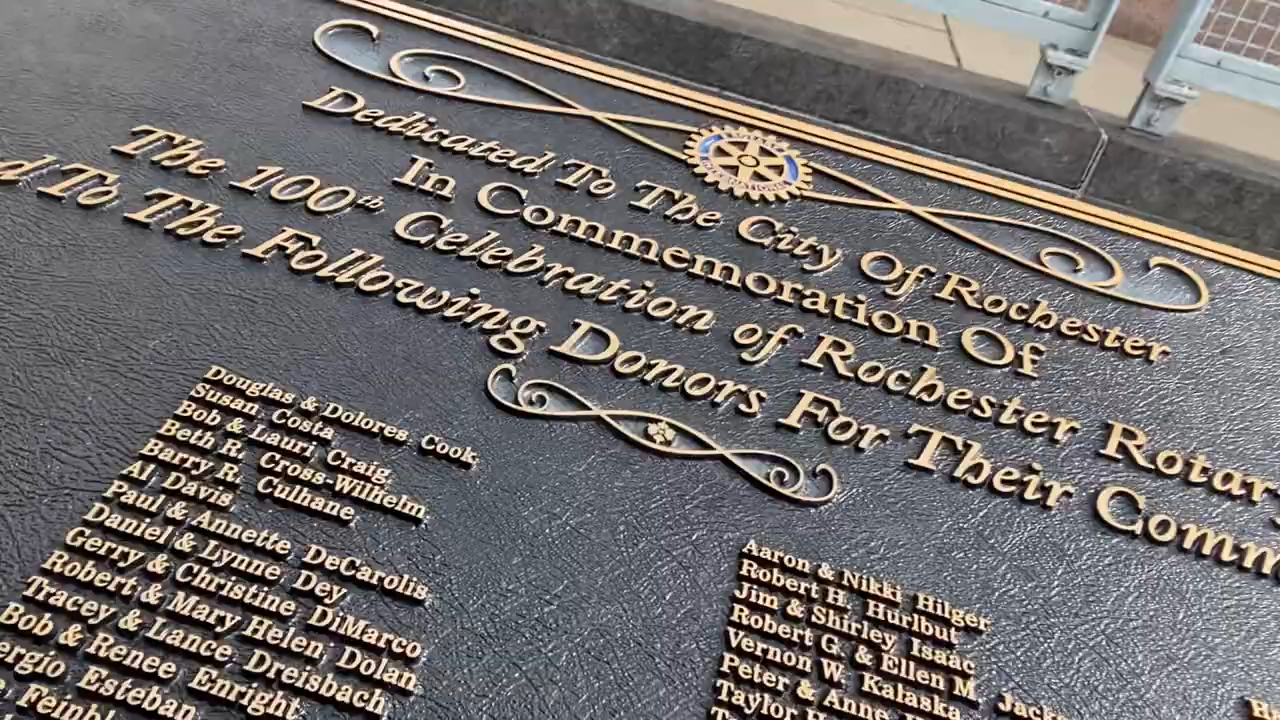 Dedicated To The City Of Rochester
In Commemoration Of
The 100th Celebration of Rochester Rotary
To The Following Donors For Their
Douglas & Dolores Cook
Susan Costa
Bob & Lauri Craig
Beth R. Cross-Wilhelm
Barry R. Culhane
Al Davis
Paul & Annette DeCarolis
Daniel & Lynne Dey
Gerry & Christine DiMarco
Robert & Mary Helen Dolan
Tracey & Lance Dreisbach
Bob & Renee Enright
Esteban
Aaron & Nikki Hilger
Robert H. Hurlbut
Jim & Shirley Isaac
Robert G. & Ellen M.
Vernon W. Kalaska
Peter & Anne
Taylor